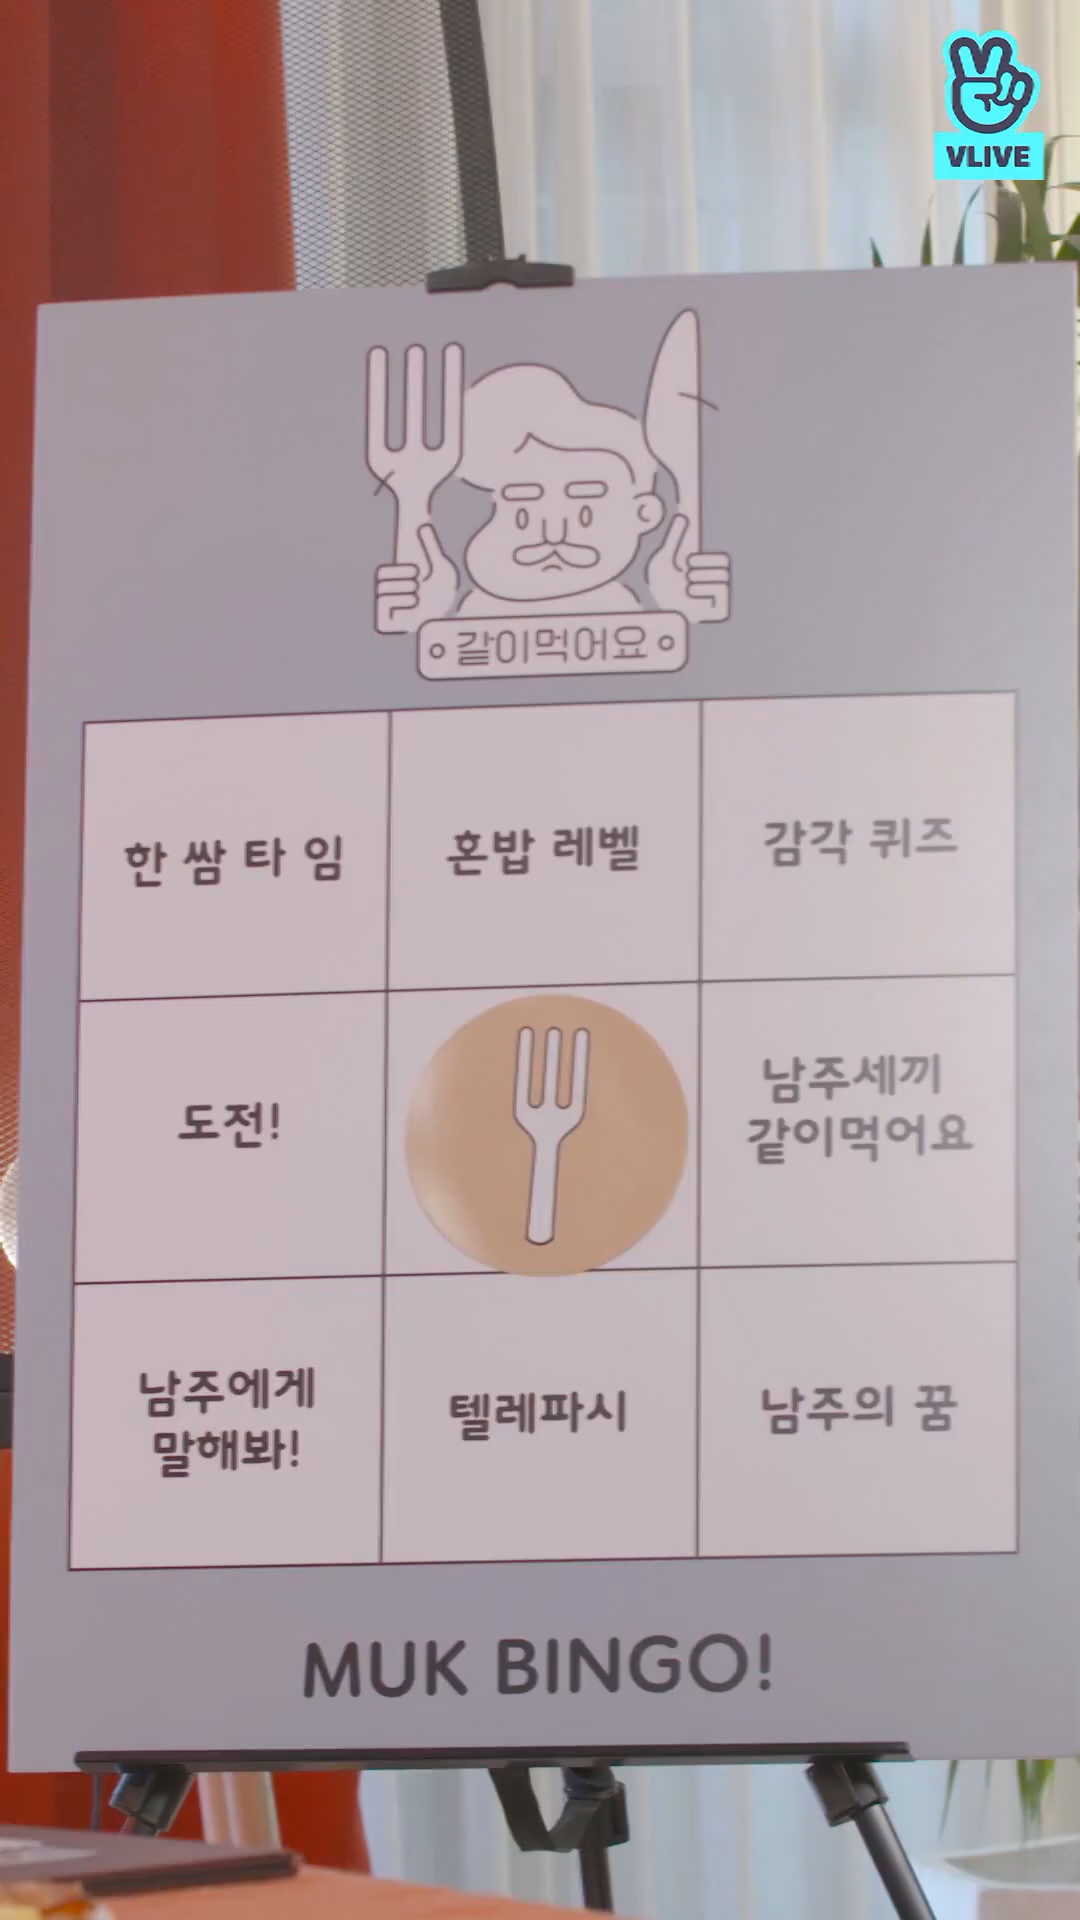 VLIVE
같이먹어요
한 쌈 타 임
혼밥 레벨
감각 퀴즈
도전!
남주세끼
같이먹어요
남주에게
말해봐!
텔레파시
남주의 꿈
MUK BINGO!